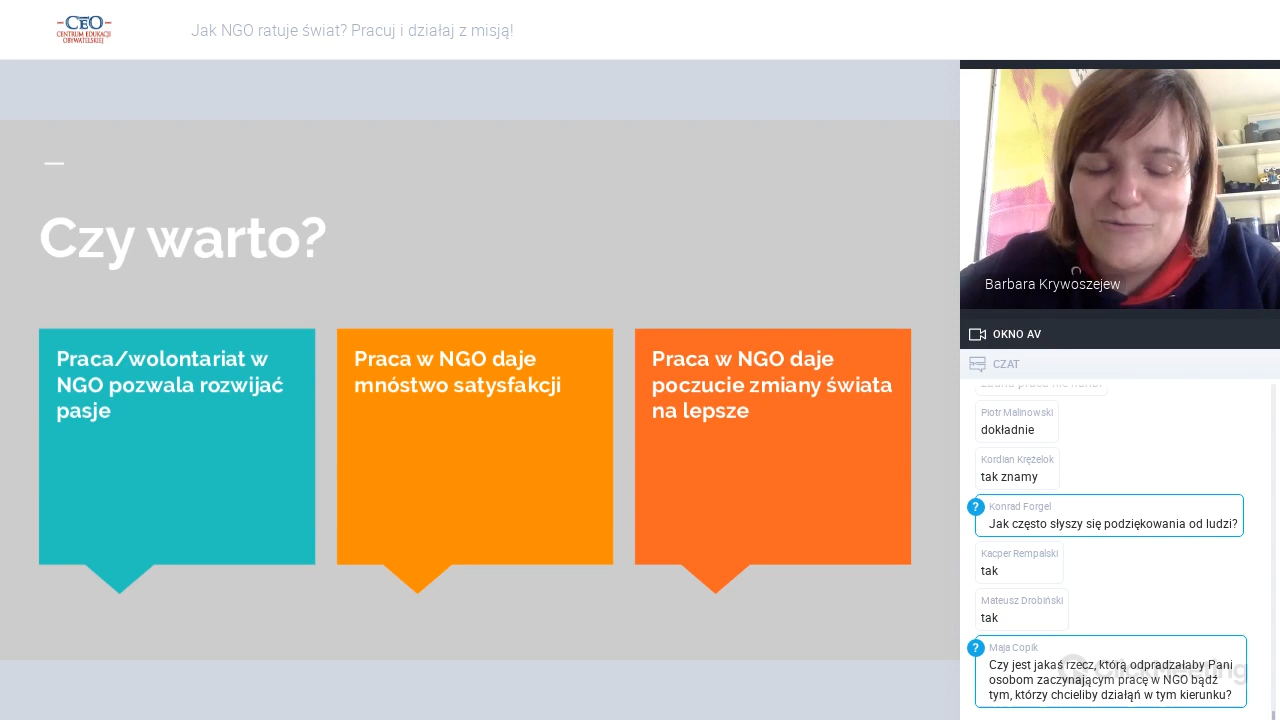 CEO
CENTRUM EDUKACJI
OBYWATELSKIEJ
Jak NGO ratuje świat? Pracuj i działaj z misją!
Czy warto?
Praca/wolontariat w
NGO pozwala rozwijać
pasje
Praca w NGO daje
mnóstwo satysfakcji
Praca w NGO daje
poczucie zmiany świata
na lepsze
Barbara Krywoszejew
OKNO AV
CZAT
Piotr Malinowski
dokładnie
Kordian Krężelok
tak znamy
? Konrad Forgel
Jak często słyszy się podziękowania od ludzi?
Kacper Rempalski
tak
Mateusz Drobiński
tak
? Maja Copik
Czy jest jakaś rzecz, którą odpradzałaby Pani
osobom zaczynającym pracę w NGO bądź
tym, którzy chcieliby działąń w tym kierunku?
ClickMeeting